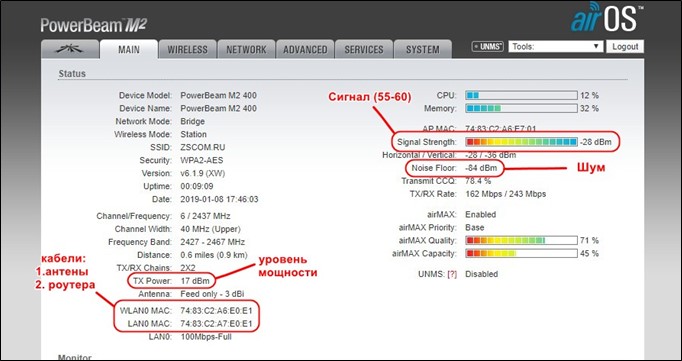 PowerBeam M2
airOS™
MAIN WIRELESS NETWORK ADVANCED SERVICES SYSTEM UNMS™ Tools: Logout
Status
Device Model: PowerBeam M2 400
Device Name: PowerBeam M2 400
Network Mode: Bridge
Wireless Mode: Station
SSID: ZSCOM.RU
Security: WPA2-AES
Version: v6.1.9 (XW)
Uptime: 00:09:09
Date: 2019-01-08 17:46:03
Channel/Frequency: 6 / 2437 MHz
Channel Width: 40 MHz (Upper)
Frequency Band: 2427 - 2467 MHz
Distance: 0.6 miles (0.9 km)
TX/RX Chains: 2X2
TX Power: 17 dBm
Antenna: Feed only - 3 dBi
WLAN0 MAC: 74:83:C2:A6:E0:E1
LAN0 MAC: 74:83:C2:A7:E0:E1
LAN0: 100Mbps-Full
кабели:
1.антены
2. роутера
уровень
мощности
CPU: 12 %
Memory: 32 %
Сигнал (55-60)
AP MAC: 74:83:C2:A6:E7:01
Signal Strength: -28 dBm
Horizontal / Vertical: -28 / -36 dBm
Noise Floor: -84 dBm
Шум
Transmit CCQ: 78.4 %
TX/RX Rate: 162 Mbps / 243 Mbps
airMAX: Enabled
airMAX Priority: Base
airMAX Quality: 71 %
airMAX Capacity: 45 %
UNMS: [?] Disabled
Monitor